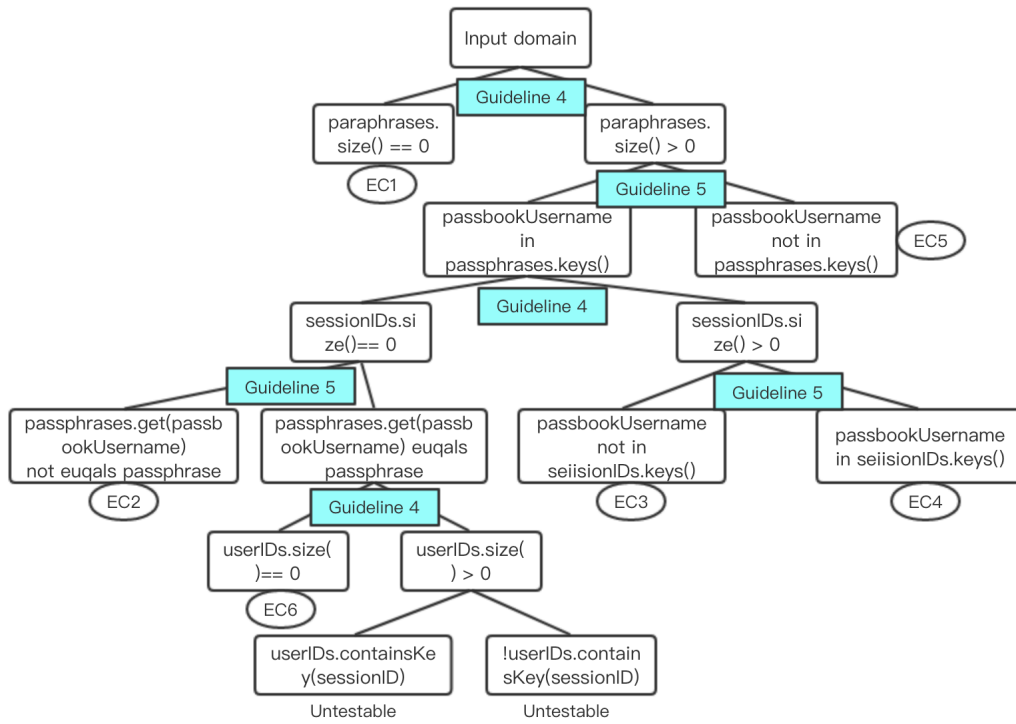 Input domain
Guideline 4
paraphrases.
size() == 0
paraphrases.
size() > 0
EC1
Guideline 5
passbookUsername
in
passphrases.keys()
passbookUsername
not in
passphrases.keys()
EC5
Guideline 4
sessionIDs.si
ze()== 0
sessionIDs.si
ze() > 0
Guideline 5
Guideline 5
passphrases.get(passb
ookUsername)
not euqals passphrase
passphrases.get(passb
ookUsername) euqals
passphrase
passbookUsername
not in
seiisionIDs.keys()
passbookUsername
in seiisionIDs.keys()
EC2
Guideline 4
EC3
EC4
userIDs.size(
)== 0
userIDs.size(
) > 0
EC6
userIDs.containsKe
y(sessionID)
!userIDs.contain
sKey(sessionID)
Untestable
Untestable